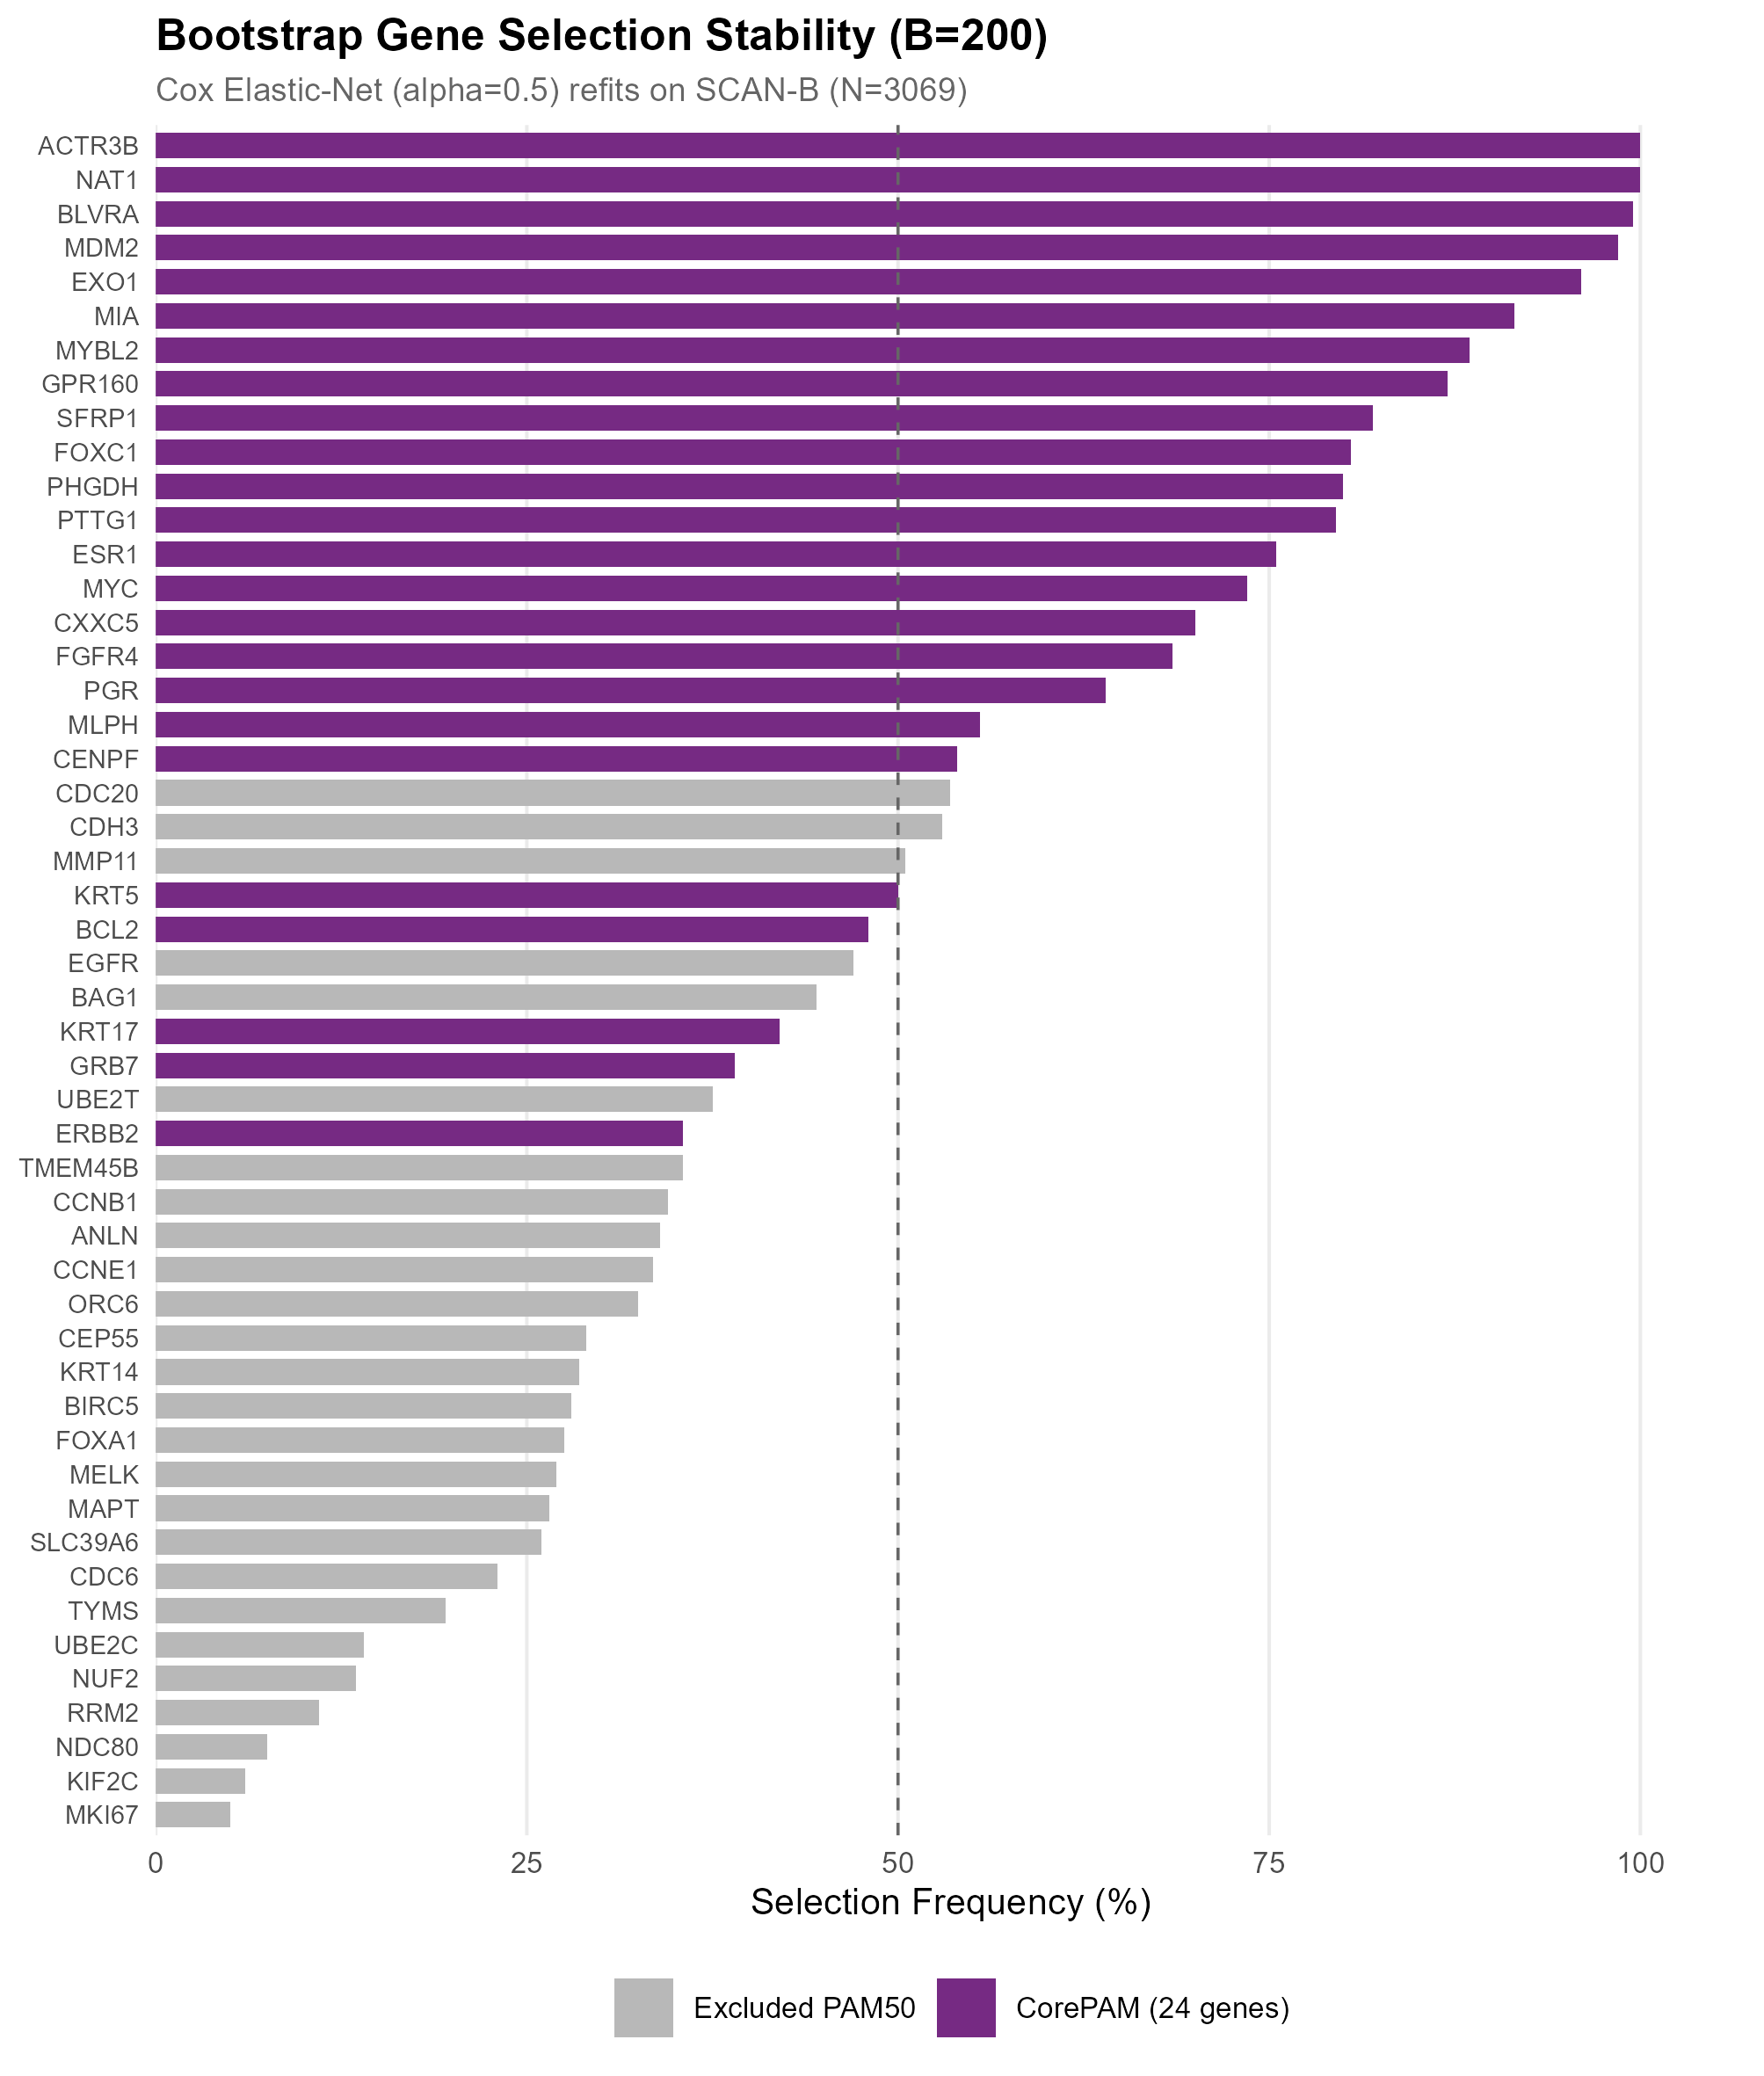 Bootstrap Gene Selection Stability (B=200)
Cox Elastic-Net (alpha=0.5) refits on SCAN-B (N=3069)
ACTR3B
NAT1
BLVRA
MDM2
EXO1
MIA
MYBL2
GPR160
SFRP1
FOXC1
PHGDH
PTTG1
ESR1
MYC
CXXC5
FGFR4
PGR
MLPH
CENPF
CDC20
CDH3
MMP11
KRT5
BCL2
EGFR
BAG1
KRT17
GRB7
UBE2T
ERBB2
TMEM45B
CCNB1
ANLN
CCNE1
ORC6
CEP55
KRT14
BIRC5
FOXA1
MELK
MAPT
SLC39A6
CDC6
TYMS
UBE2C
NUF2
RRM2
NDC80
KIF2C
MKI67
0 25 50 75 100
Selection Frequency (%)
Excluded PAM50 CorePAM (24 genes)